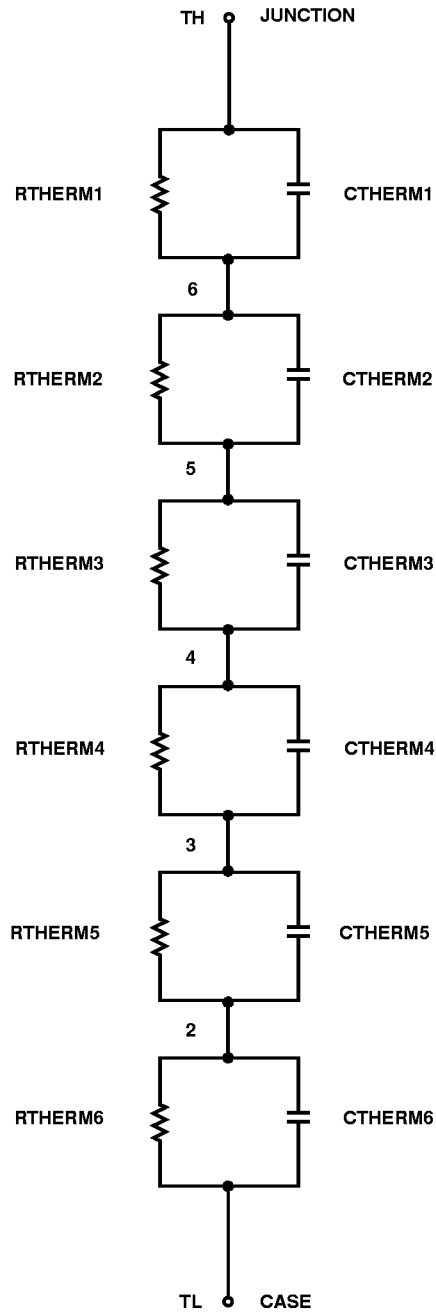 TH JUNCTION
RTHERM1 CTHERM1
6
RTHERM2 CTHERM2
5
RTHERM3 CTHERM3
4
RTHERM4 CTHERM4
3
RTHERM5 CTHERM5
2
RTHERM6 CTHERM6
TL CASE